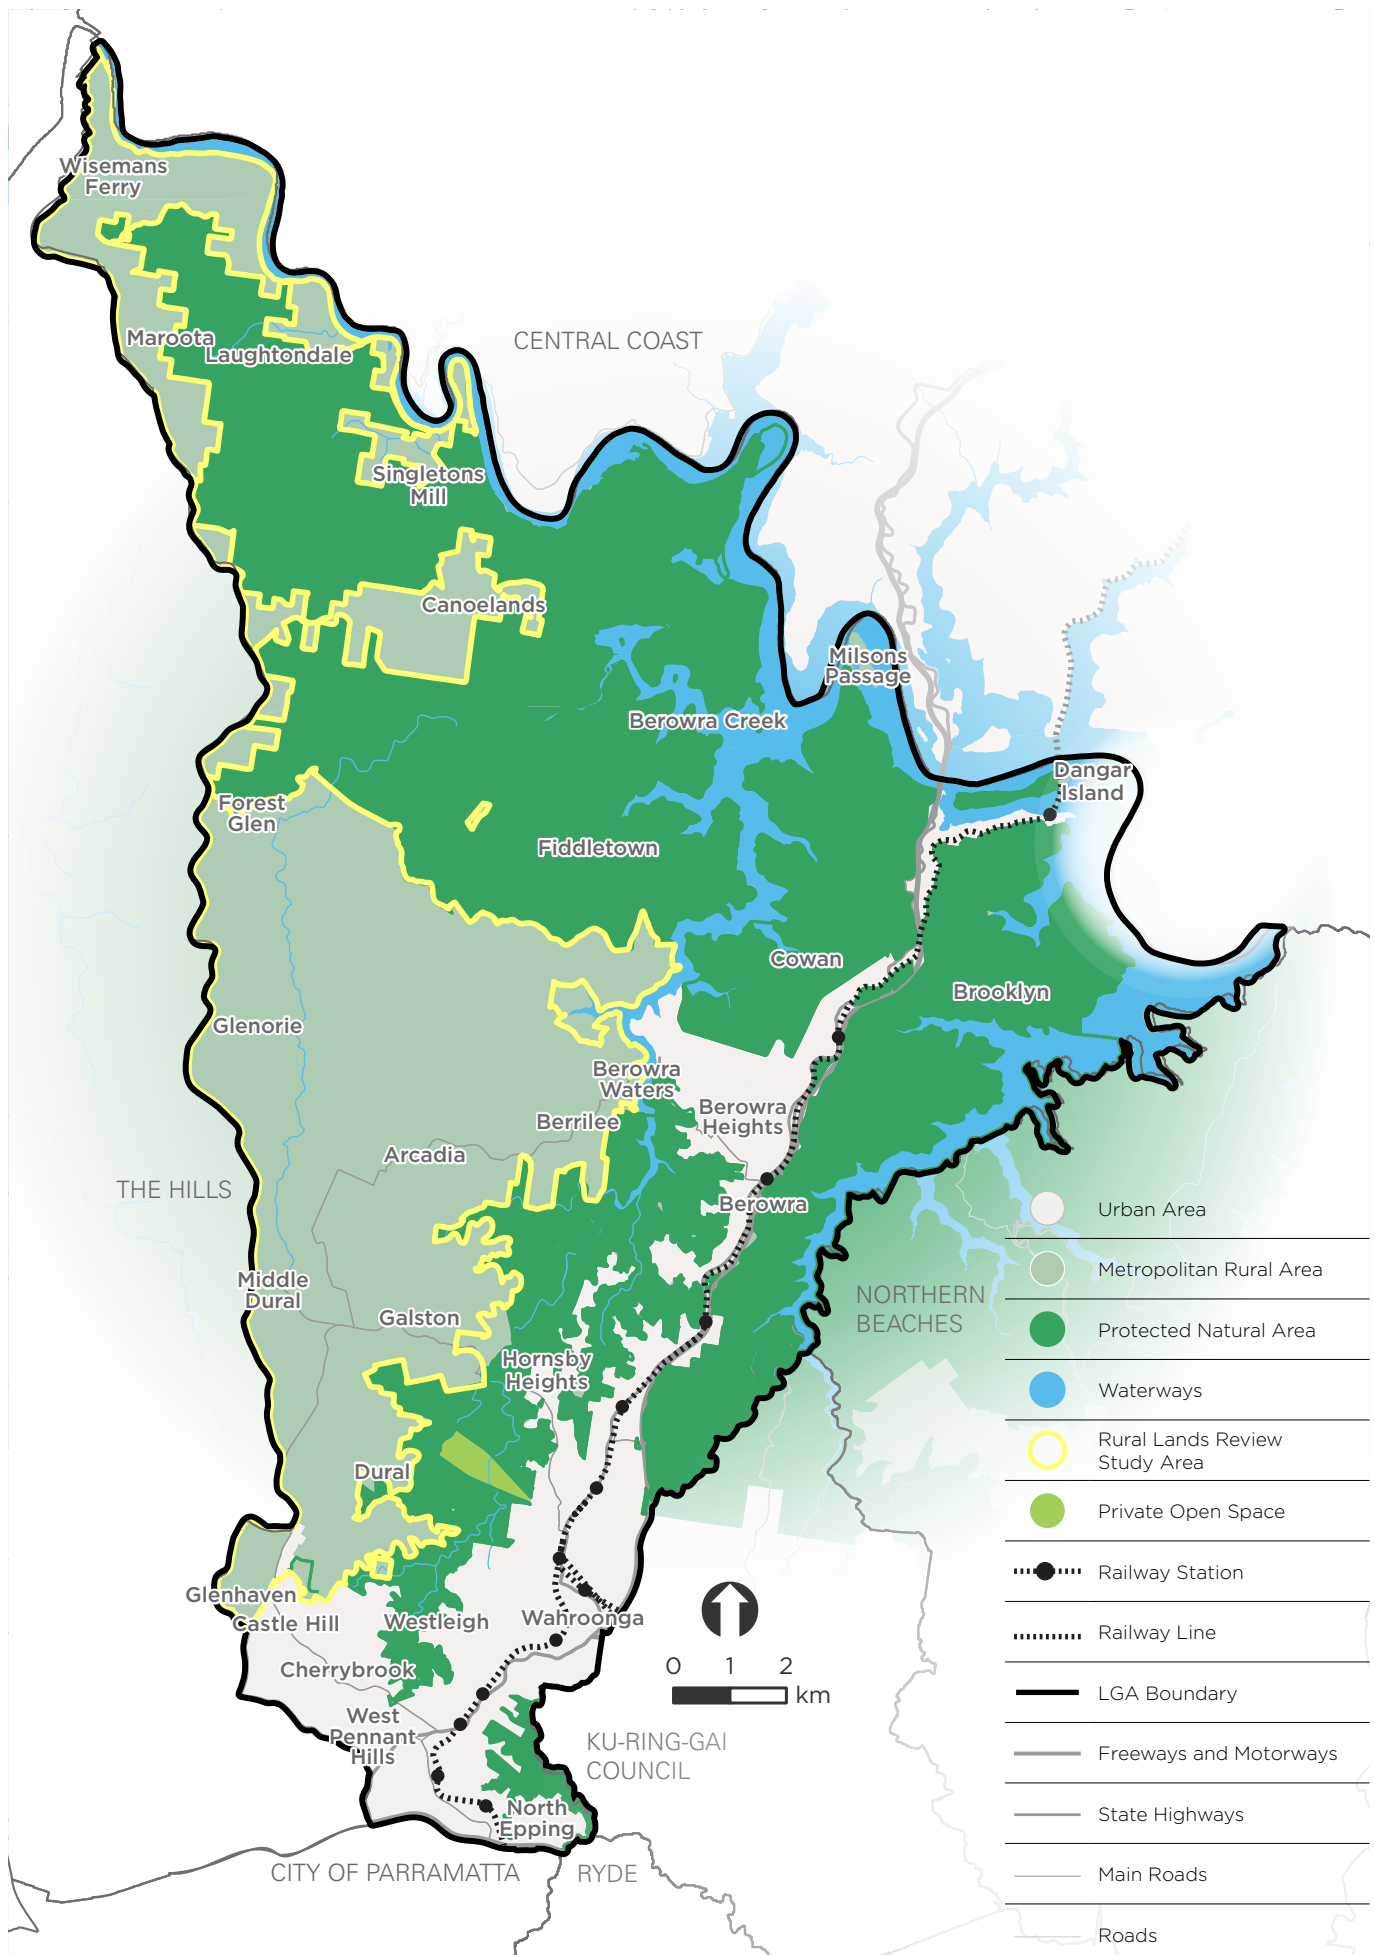 Wisemans
Ferry
Maroota
Laughtondale
CENTRAL COAST
Singletons
Mill
Canoelands
Milsons
Passage
Berowra Creek
Dangar
Island
Forest
Glen
Fiddletown
Cowan
Brooklyn
Glenorie
Berowra
Waters
Berowra
Heights
Berrilee
Arcadia
THE HILLS
Berowra
Middle
Dural
Galston
NORTHERN
BEACHES
Hornsby
Heights
Dural
Glenhaven
Castle Hill
Westleigh
Wahroonga
Cherrybrook
West
Pennant
Hills
KU-RING-GAI
COUNCIL
North
Epping
CITY OF PARRAMATTA
RYDE
0 1 2
km
Urban Area
Metropolitan Rural Area
Protected Natural Area
Waterways
Rural Lands Review
Study Area
Private Open Space
Railway Station
Railway Line
LGA Boundary
Freeways and Motorways
State Highways
Main Roads
Roads